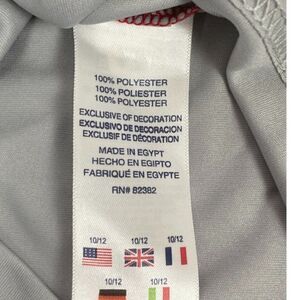 100% POLYESTER
100% POLIESTER
100% POLYESTER
EXCLUSIVE OF DECORATION
EXCLUSIVO DE DECORACION
EXCLUSIF DE DÉCORATION
MADE IN EGYPT
HECHO EN EGIPTO
FABRIQUÉ EN EGYPTE
RN# 82382
10/12 10/12 10/12
10/12 10/12